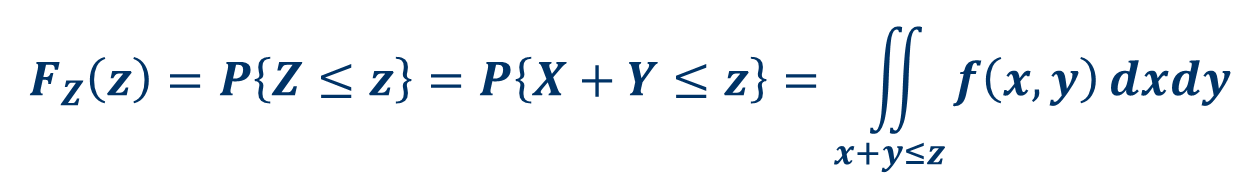 F_Z(z) = P{Z ≤ z} = P{X + Y ≤ z} = ∬_{x+y≤z} f(x, y) dxdy